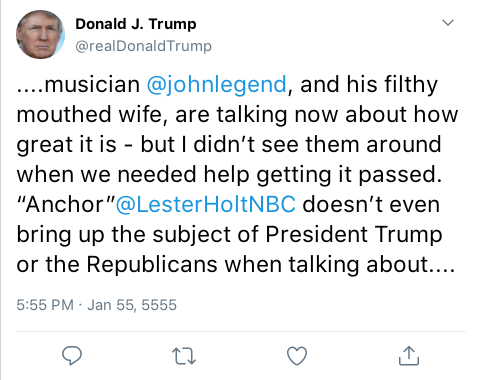 Donald J. Trump
@realDonaldTrump
....musician @johnlegend, and his filthy
mouthed wife, are talking now about how
great it is - but I didn’t see them around
when we needed help getting it passed.
“Anchor”@LesterHoltNBC doesn’t even
bring up the subject of President Trump
or the Republicans when talking about....
5:55 PM · Jan 55, 5555